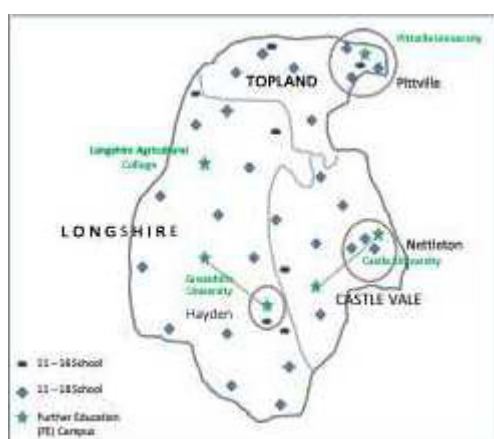 Pittville University
TOPLAND
Pittville
Longshire Agricultural
College
LONGSHIRE
Nettleton
Castle University
University
CASTLE VALE
Hayden
11 – 16 School
11 – 18 School
Further Education
(FE) Campus